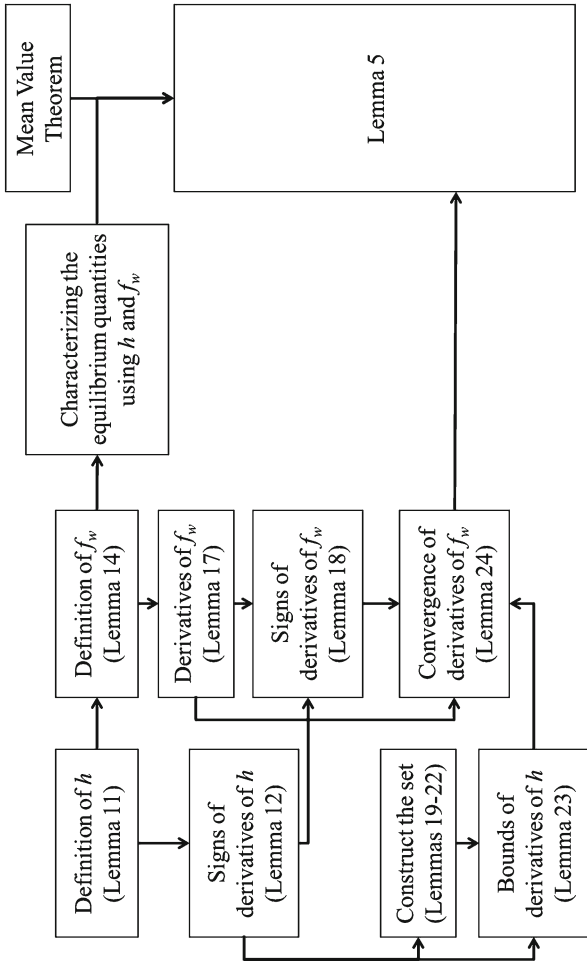 Mean Value
Theorem
Lemma 5
Characterizing the
equilibrium quantities
using h and f_w
Definition of f_w
(Lemma 14)
Derivatives of f_w
(Lemma 17)
Signs of
derivatives of f_w
(Lemma 18)
Convergence of
derivatives of f_w
(Lemma 24)
Definition of h
(Lemma 11)
Signs of
derivatives of h
(Lemma 12)
Construct the set
(Lemmas 19-22)
Bounds of
derivatives of h
(Lemma 23)